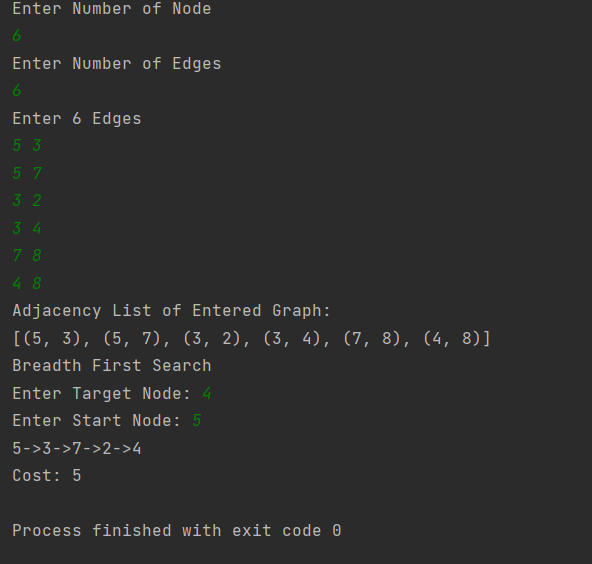 Enter Number of Node
6
Enter Number of Edges
6
Enter 6 Edges
5 3
5 7
3 2
3 4
7 8
4 8
Adjacency List of Entered Graph:
[(5, 3), (5, 7), (3, 2), (3, 4), (7, 8), (4, 8)]
Breadth First Search
Enter Target Node: 4
Enter Start Node: 5
5->3->7->2->4
Cost: 5
Process finished with exit code 0